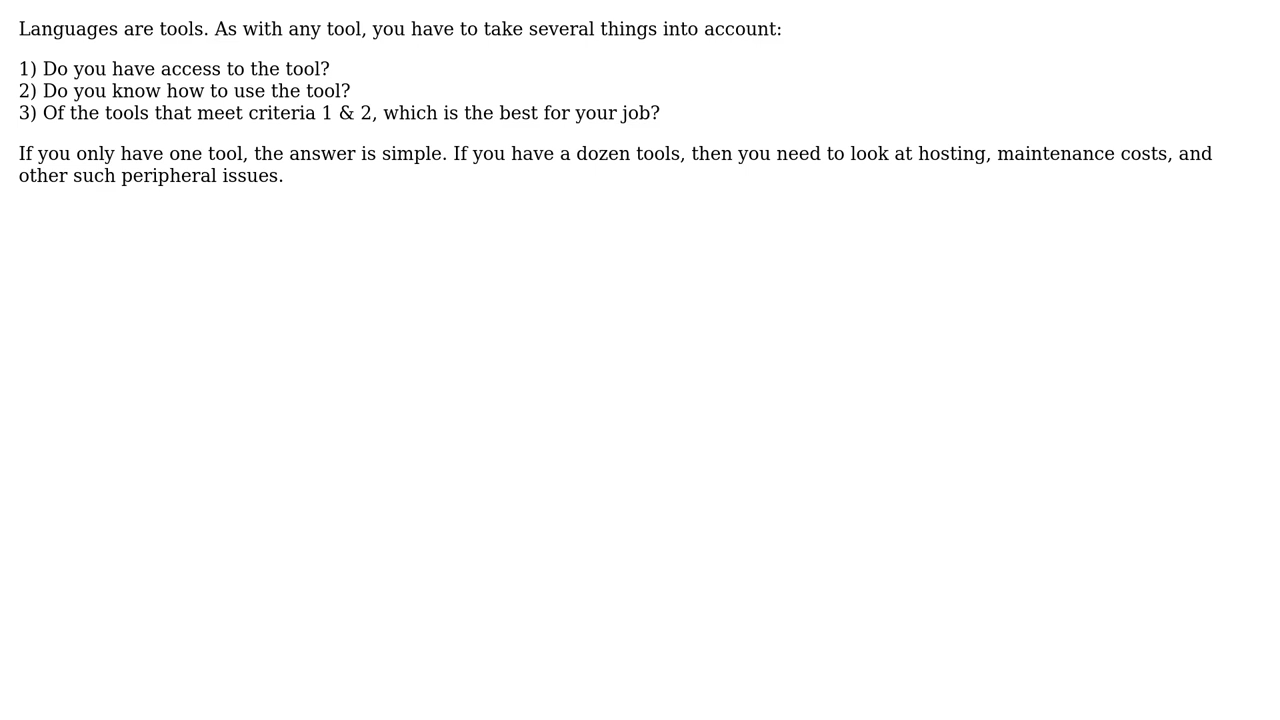 Languages are tools. As with any tool, you have to take several things into account:
1) Do you have access to the tool?
2) Do you know how to use the tool?
3) Of the tools that meet criteria 1 & 2, which is the best for your job?
If you only have one tool, the answer is simple. If you have a dozen tools, then you need to look at hosting, maintenance costs, and
other such peripheral issues.